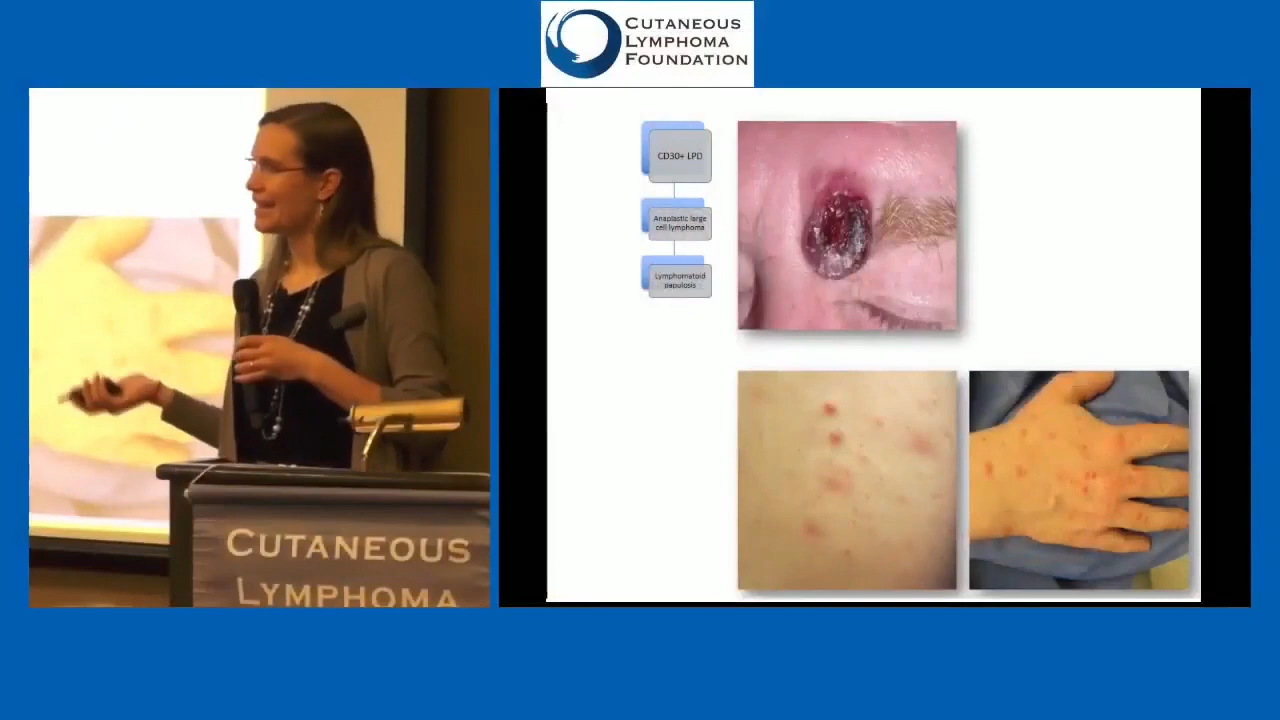 CUTANEOUS
LYMPHOMA
FOUNDATION
CD30+ LPD
Anaplastic large
cell lymphoma
Lymphomatoid
papulosis
CUTANEOUS
LYMPHOMA